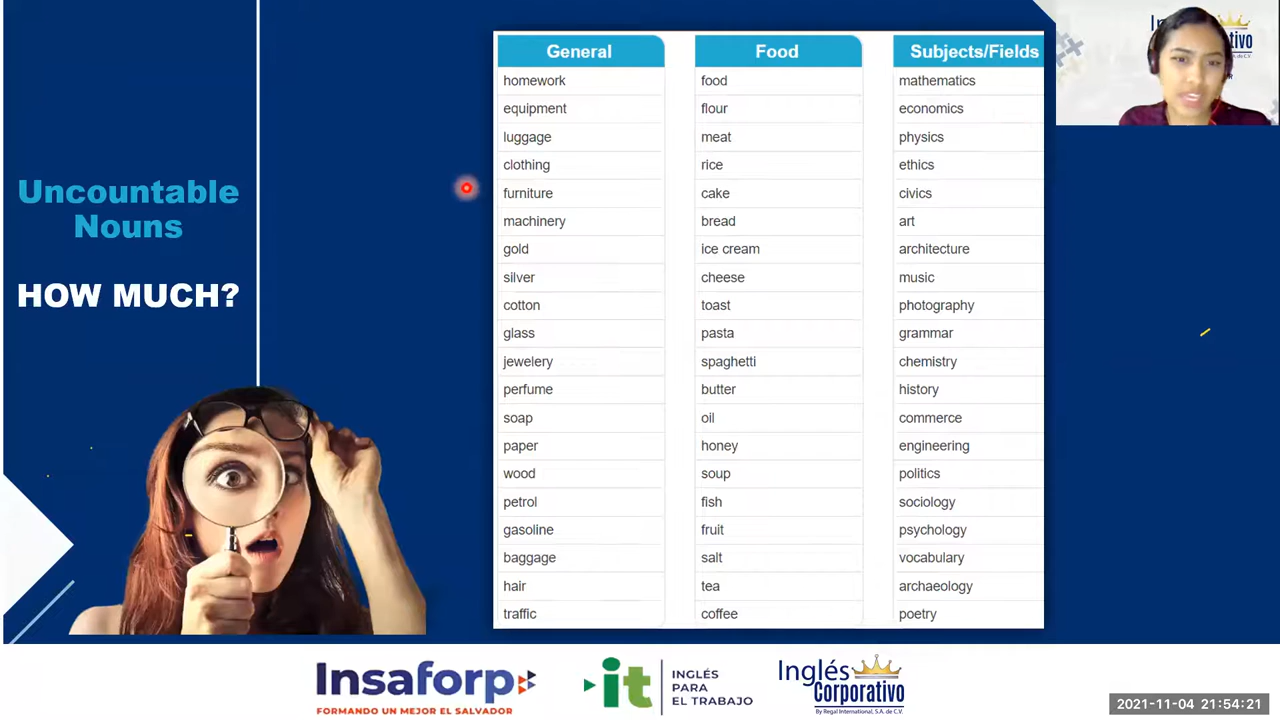 Uncountable
Nouns
HOW MUCH?
General
homework
equipment
luggage
clothing
furniture
machinery
gold
silver
cotton
glass
jewelery
perfume
soap
paper
wood
petrol
gasoline
baggage
hair
traffic
Food
food
flour
meat
rice
cake
bread
ice cream
cheese
toast
pasta
spaghetti
butter
oil
honey
soup
fish
fruit
salt
tea
coffee
Subjects/Fields
mathematics
economics
physics
ethics
civics
art
architecture
music
photography
grammar
chemistry
history
commerce
engineering
politics
sociology
psychology
vocabulary
archaeology
poetry
Insaforp
FORMANDO UN MEJOR EL SALVADOR
it
INGLÉS
PARA
EL TRABAJO
Inglés
Corporativo
By Regal International, S.A. de C.V.
2021-11-04 21:54:21